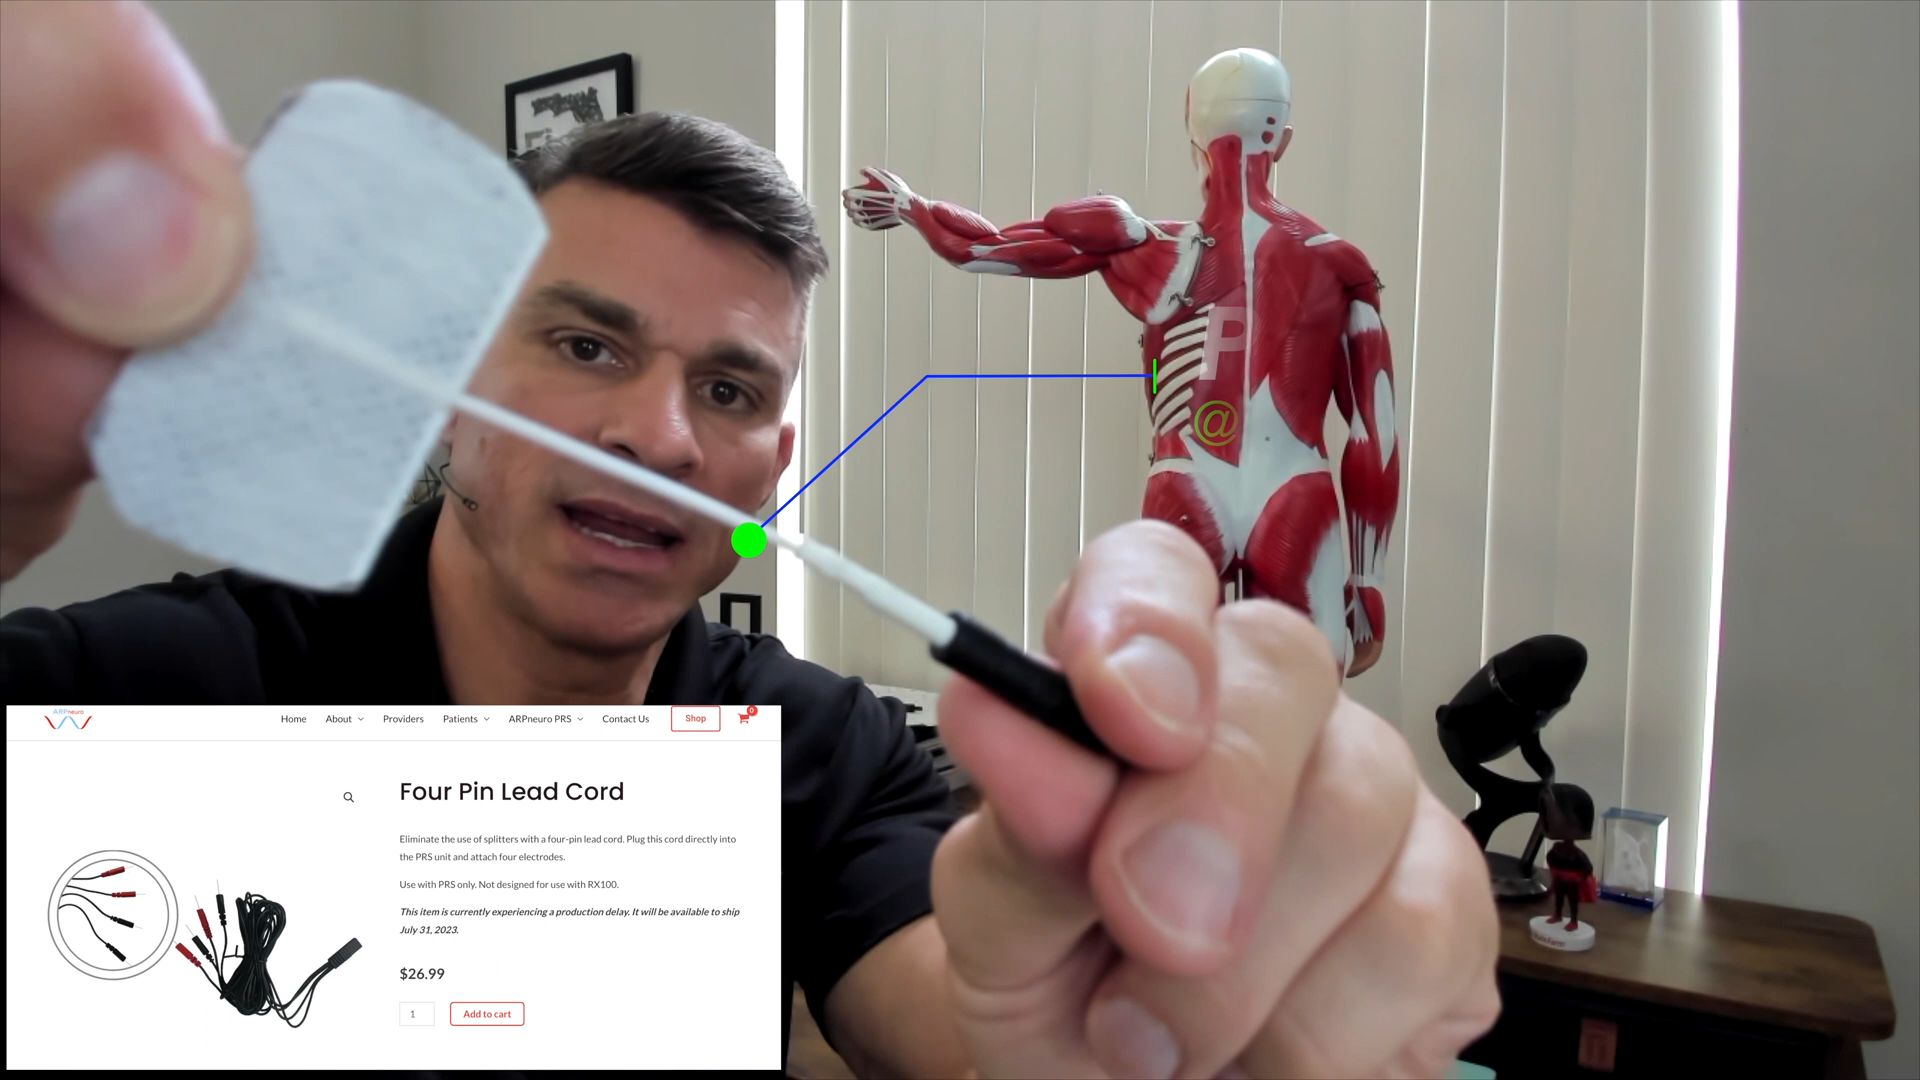 P
@
ARPneuro
Home About Providers Patients ARPneuro PRS Contact Us Shop 0
Four Pin Lead Cord
Eliminate the use of splitters with a four-pin lead cord. Plug this cord directly into
the PRS unit and attach four electrodes.
Use with PRS only. Not designed for use with RX100.
This item is currently experiencing a production delay. It will be available to ship
July 31, 2023.
$26.99
1 Add to cart